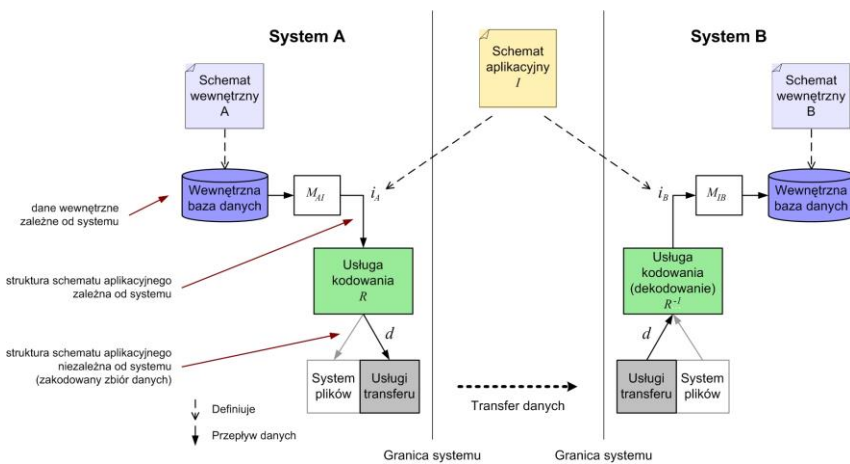 System A
System B
Schemat
aplikacyjny
I
Schemat
wewnętrzny
A
Schemat
wewnętrzny
B
Wewnętrzna
baza danych
M_AI
i_A
i_B
M_IB
Wewnętrzna
baza danych
dane wewnętrzne
zależne od systemu
Usługa
kodowania
R
Usługa
kodowania
(dekodowanie)
R⁻¹
struktura schematu aplikacyjnego
zależna od systemu
d
d
struktura schematu aplikacyjnego
niezależna od systemu
(zakodowany zbiór danych)
System
plików
Usługi
transferu
Transfer danych
Usługi
transferu
System
plików
Definiuje
Przepływ danych
Granica systemu
Granica systemu